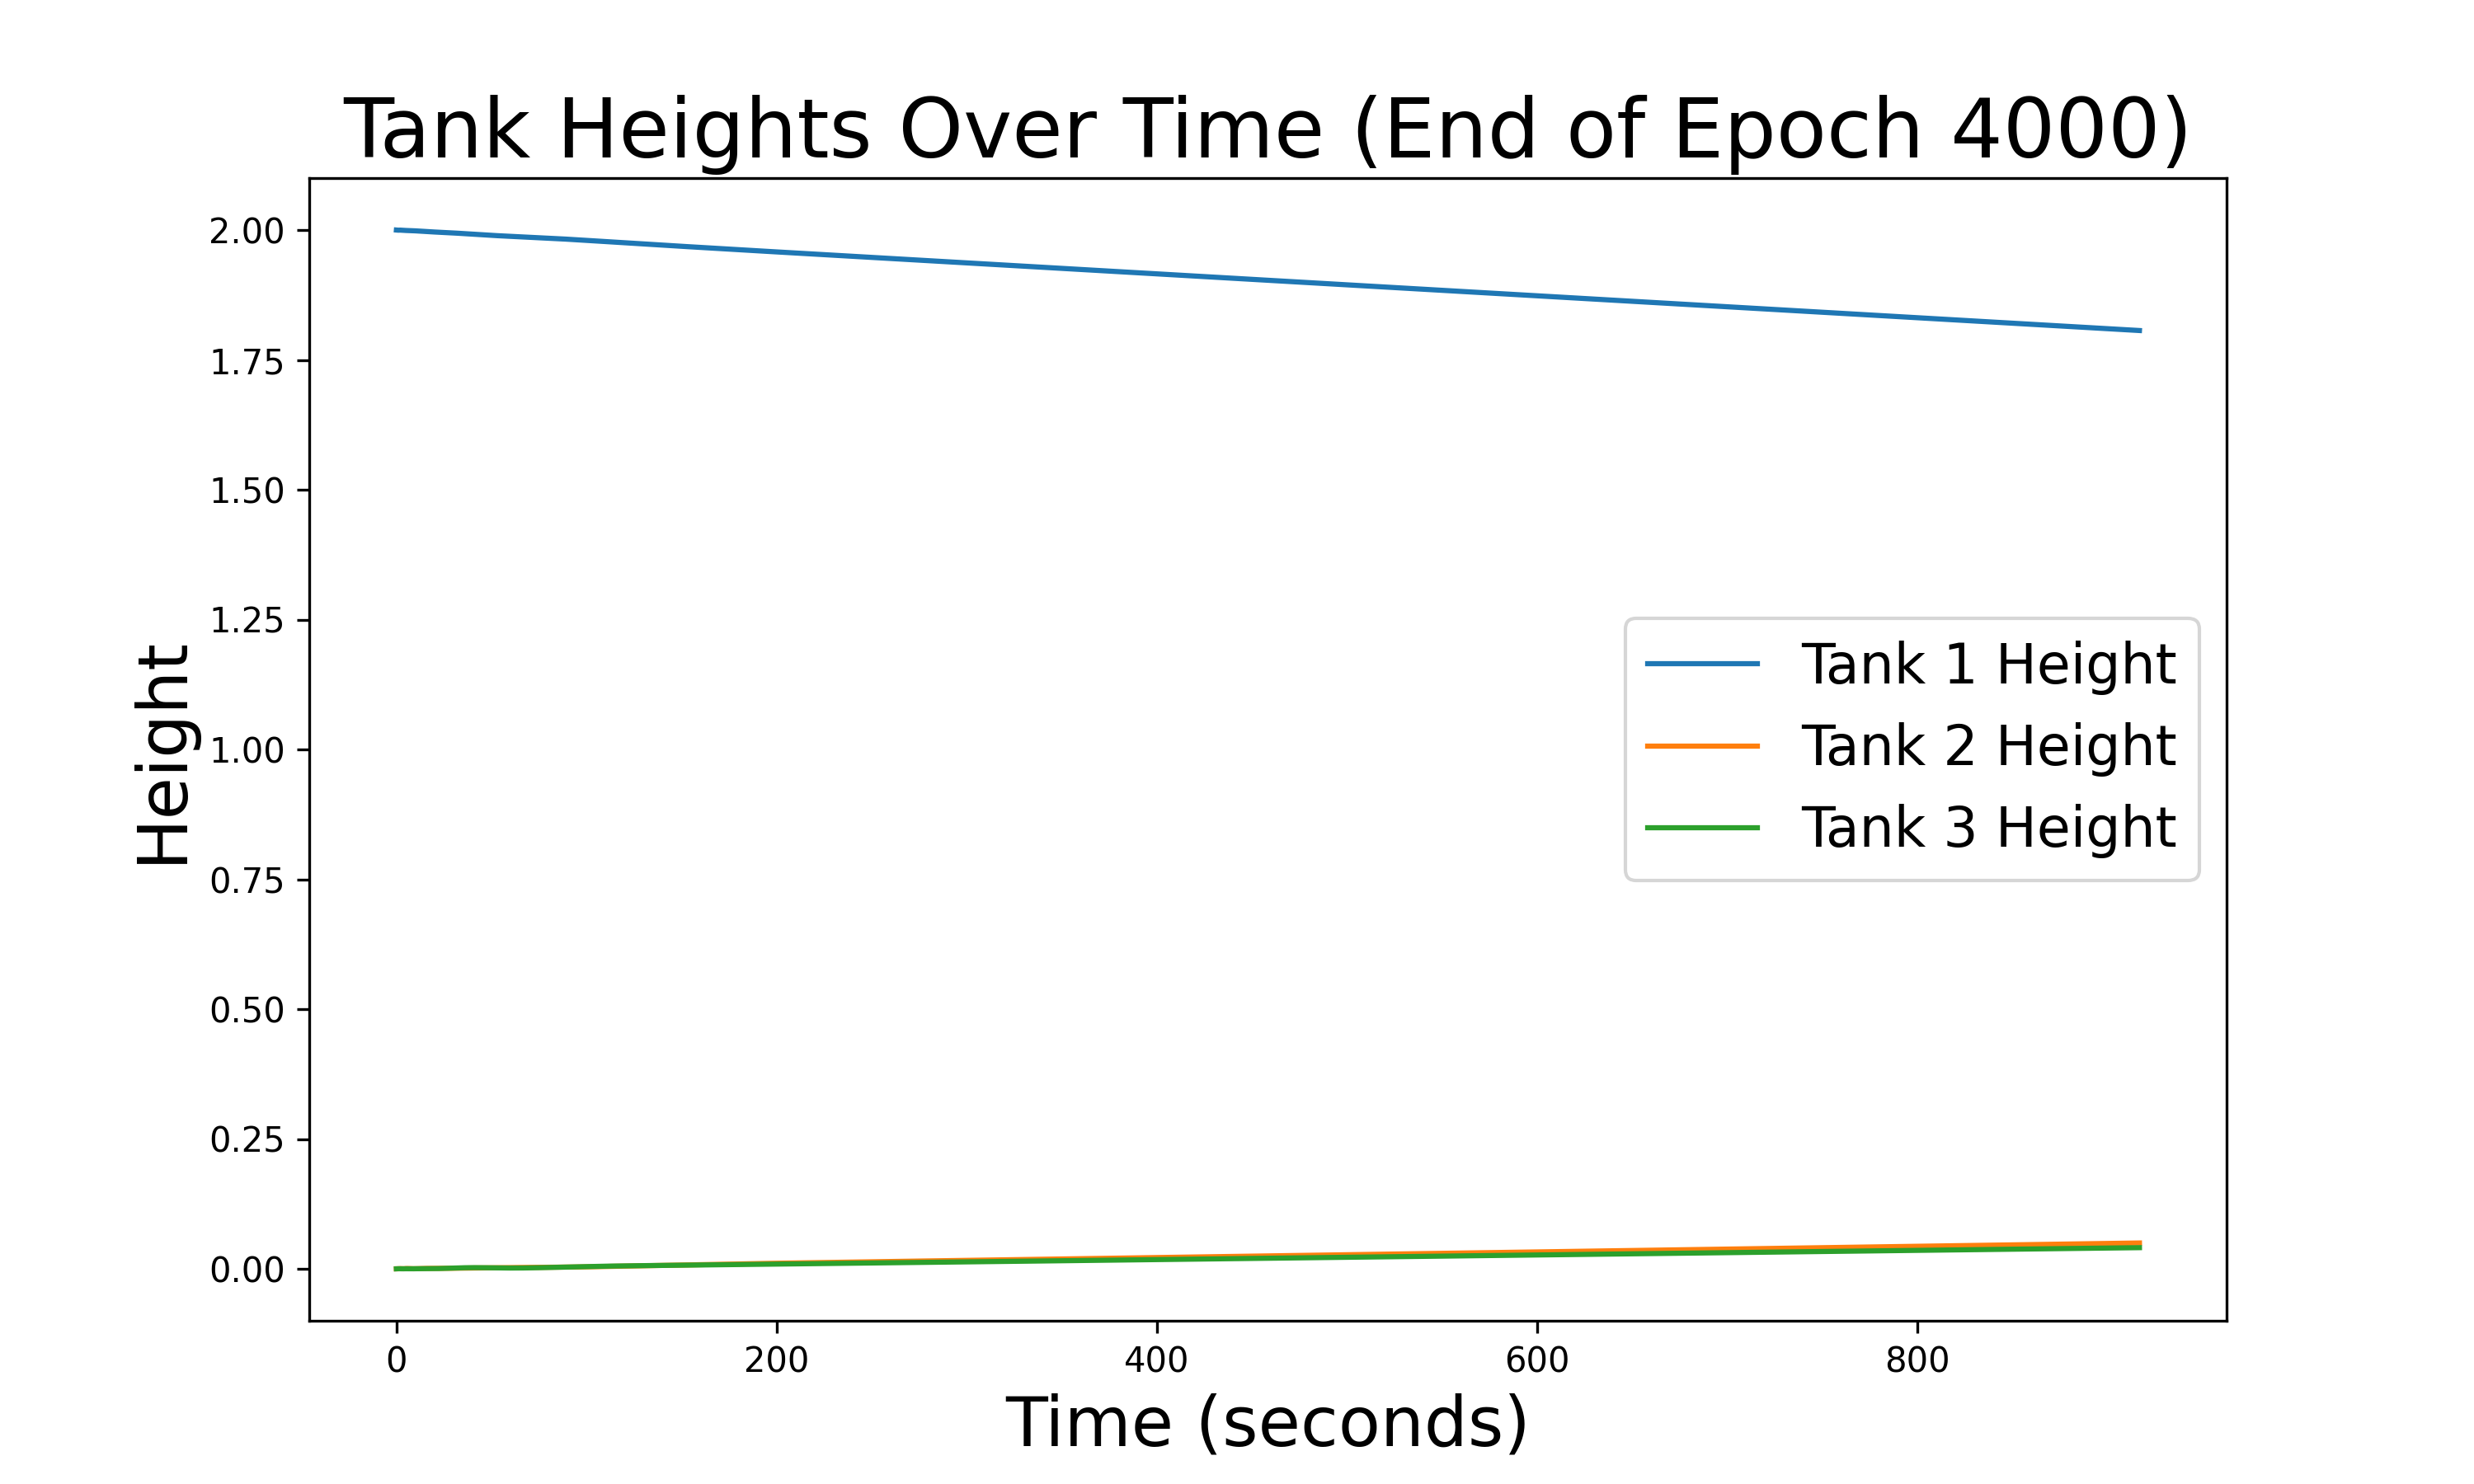 Tank Heights Over Time (End of Epoch 4000)
2.00
1.75
1.50
1.25
1.00
0.75
0.50
0.25
0.00
Height
Tank 1 Height
Tank 2 Height
Tank 3 Height
0 200 400 600 800
Time (seconds)